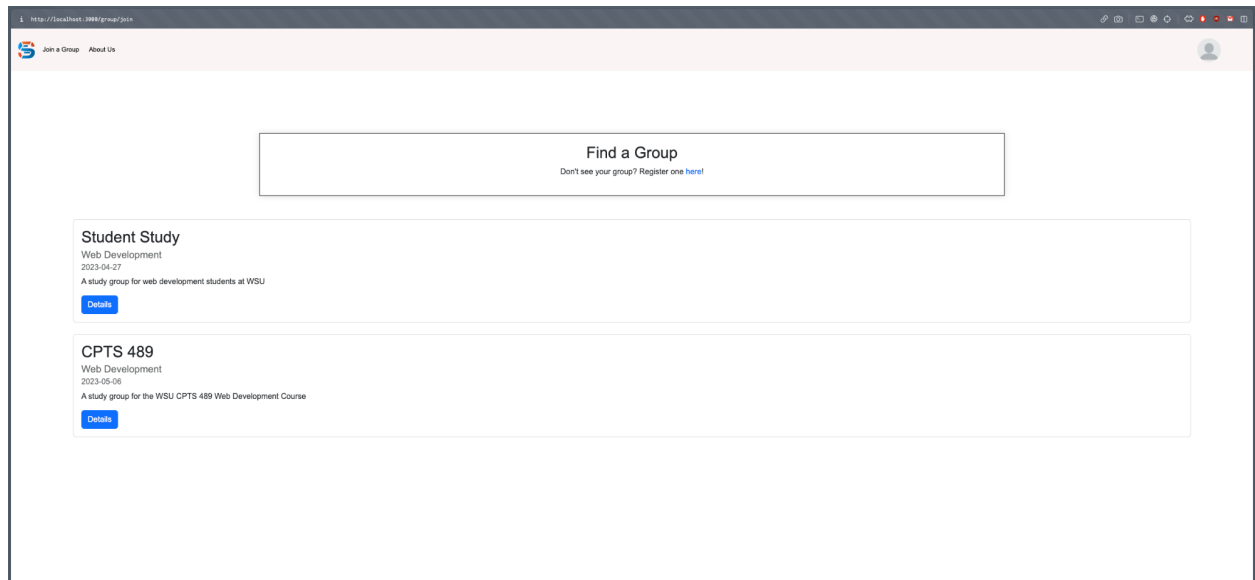 i http://localhost:3000/group/join
Join a Group About Us
Find a Group
Don't see your group? Register one here!
Student Study
Web Development
2023-04-27
A study group for web development students at WSU
Details
CPTS 489
Web Development
2023-05-06
A study group for the WSU CPTS 489 Web Development Course
Details